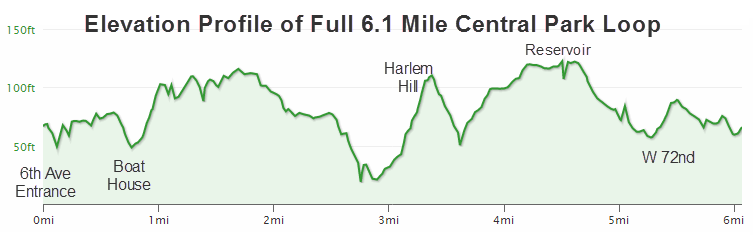 Elevation Profile of Full 6.1 Mile Central Park Loop
150ft
100ft
50ft
6th Ave
Entrance
Boat
House
Harlem
Hill
Reservoir
W 72nd
0mi
1mi
2mi
3mi
4mi
5mi
6mi